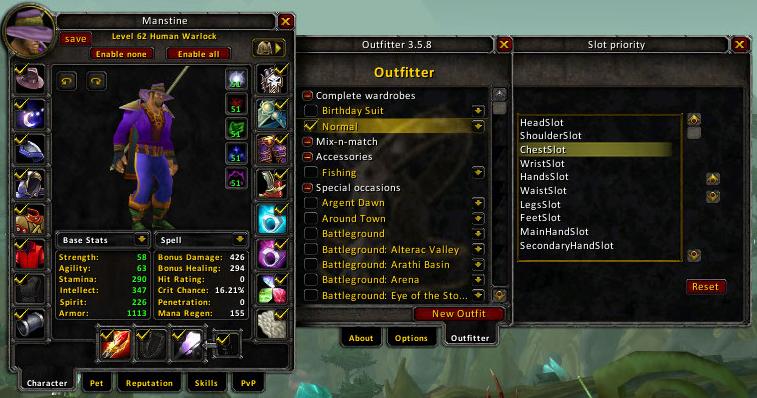 Manstine
save
Level 62 Human Warlock
Enable none
Enable all
51
51
51
51
51
Base Stats
Strength: 58
Agility: 63
Stamina: 290
Intellect: 347
Spirit: 226
Armor: 1113
Spell
Bonus Damage: 426
Bonus Healing: 294
Hit Rating: 0
Crit Chance: 16.21%
Penetration: 0
Mana Regen: 155
Character
Pet
Reputation
Skills
PvP
Outfitter 3.5.8
Outfitter
Complete wardrobes
Birthday Suit
Normal
Mix-n-match
Accessories
Fishing
Special occasions
Argent Dawn
Around Town
Battleground
Battleground: Alterac Valley
Battleground: Arathi Basin
Battleground: Arena
Battleground: Eye of the Sto...
New Outfit
About
Options
Outfitter
Slot priority
HeadSlot
ShoulderSlot
ChestSlot
WristSlot
HandsSlot
WaistSlot
LegsSlot
FeetSlot
MainHandSlot
SecondaryHandSlot
Reset